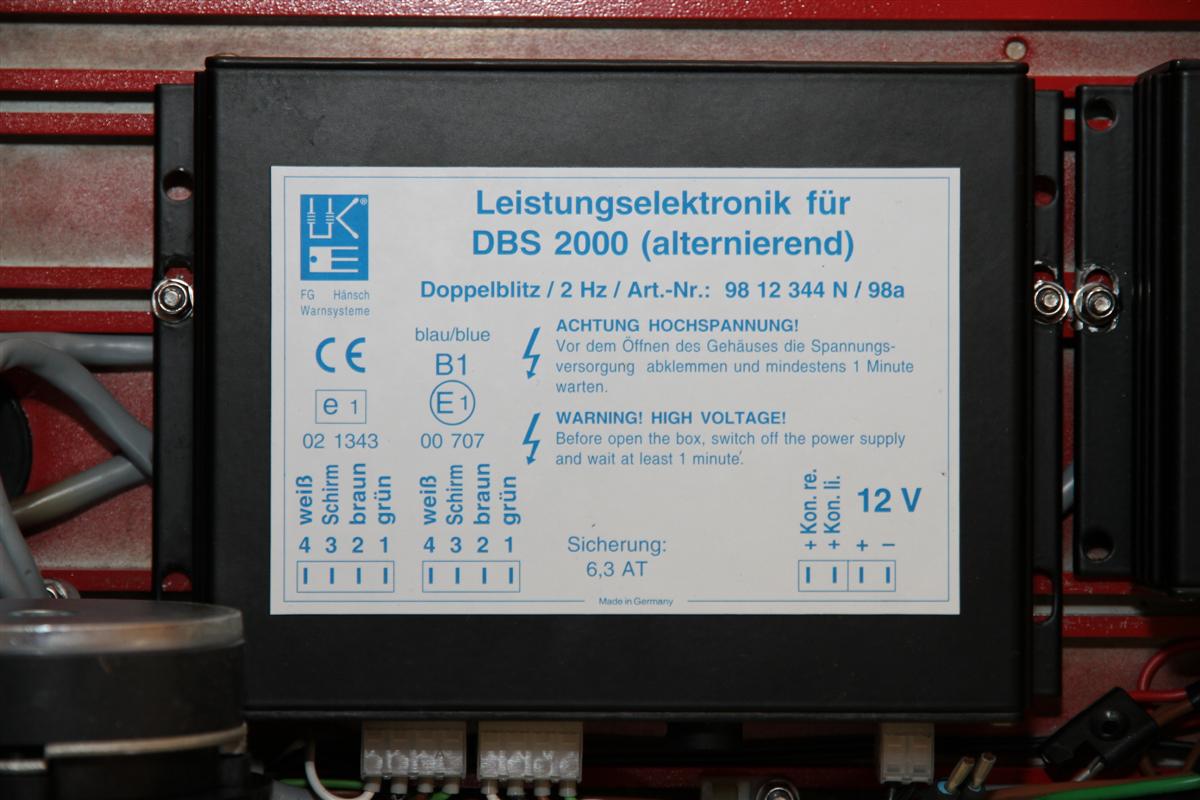 Leistungselektronik für
DBS 2000 (alternierend)
Doppelblitz / 2 Hz / Art.-Nr.: 98 12 344 N / 98a
®
FG Hänsch
Warnsysteme
CE
e 1
02 1343
blau/blue
B1
E1
00 707
ACHTUNG HOCHSPANNUNG!
Vor dem Öffnen des Gehäuses die Spannungs-
versorgung abklemmen und mindestens 1 Minute
warten.
WARNING! HIGH VOLTAGE!
Before open the box, switch off the power supply
and wait at least 1 minute.
weiß Schirm braun grün
4 3 2 1
weiß Schirm braun grün
4 3 2 1
Sicherung:
6,3 AT
+ Kon. re.
+ Kon. li.
+ −
12 V
Made in Germany